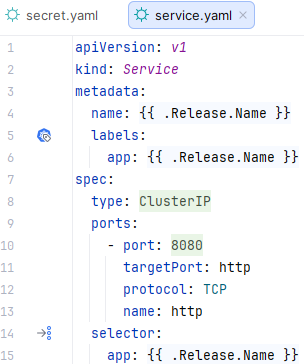 secret.yaml
service.yaml
1 apiVersion: v1
2 kind: Service
3 metadata:
4   name: {{ .Release.Name }}
5   labels:
6     app: {{ .Release.Name }}
7 spec:
8   type: ClusterIP
9   ports:
10     - port: 8080
11       targetPort: http
12       protocol: TCP
13       name: http
14   selector:
    app: {{ .Release.Name }}